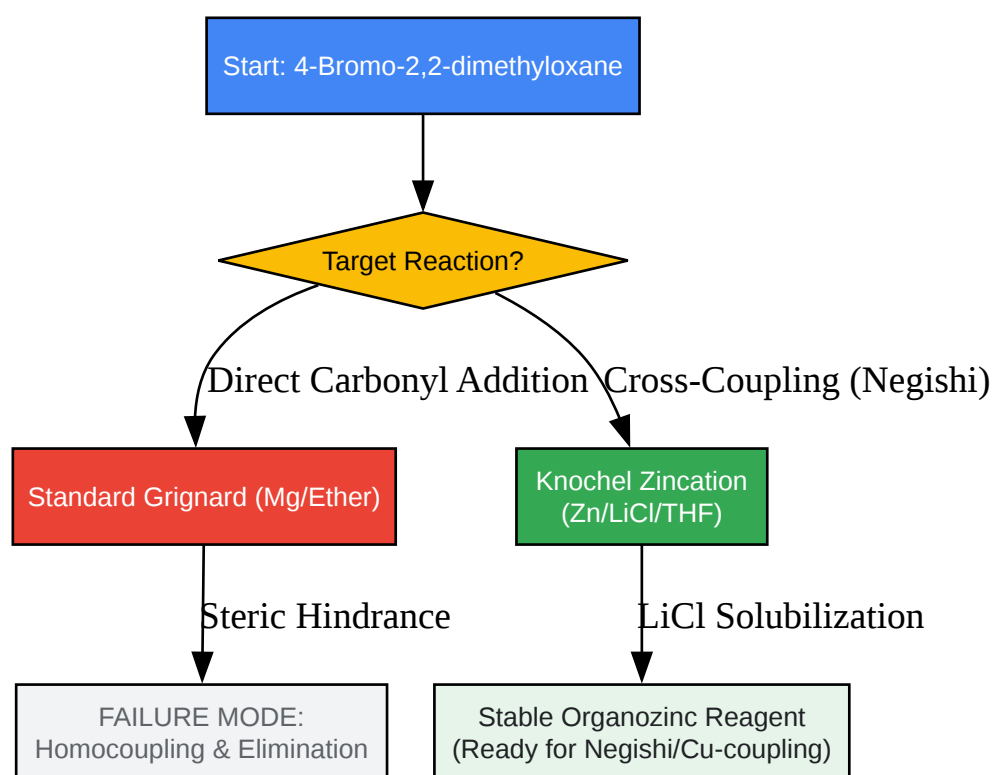 Start: 4-Bromo-2,2-dimethyloxane
Target Reaction?
Direct Carbonyl Addition
Cross-Coupling (Negishi)
Standard Grignard (Mg/Ether)
Knochel Zincation
(Zn/LiCl/THF)
Steric Hindrance
LiCl Solubilization
FAILURE MODE:
Homocoupling & Elimination
Stable Organozinc Reagent
(Ready for Negishi/Cu-coupling)